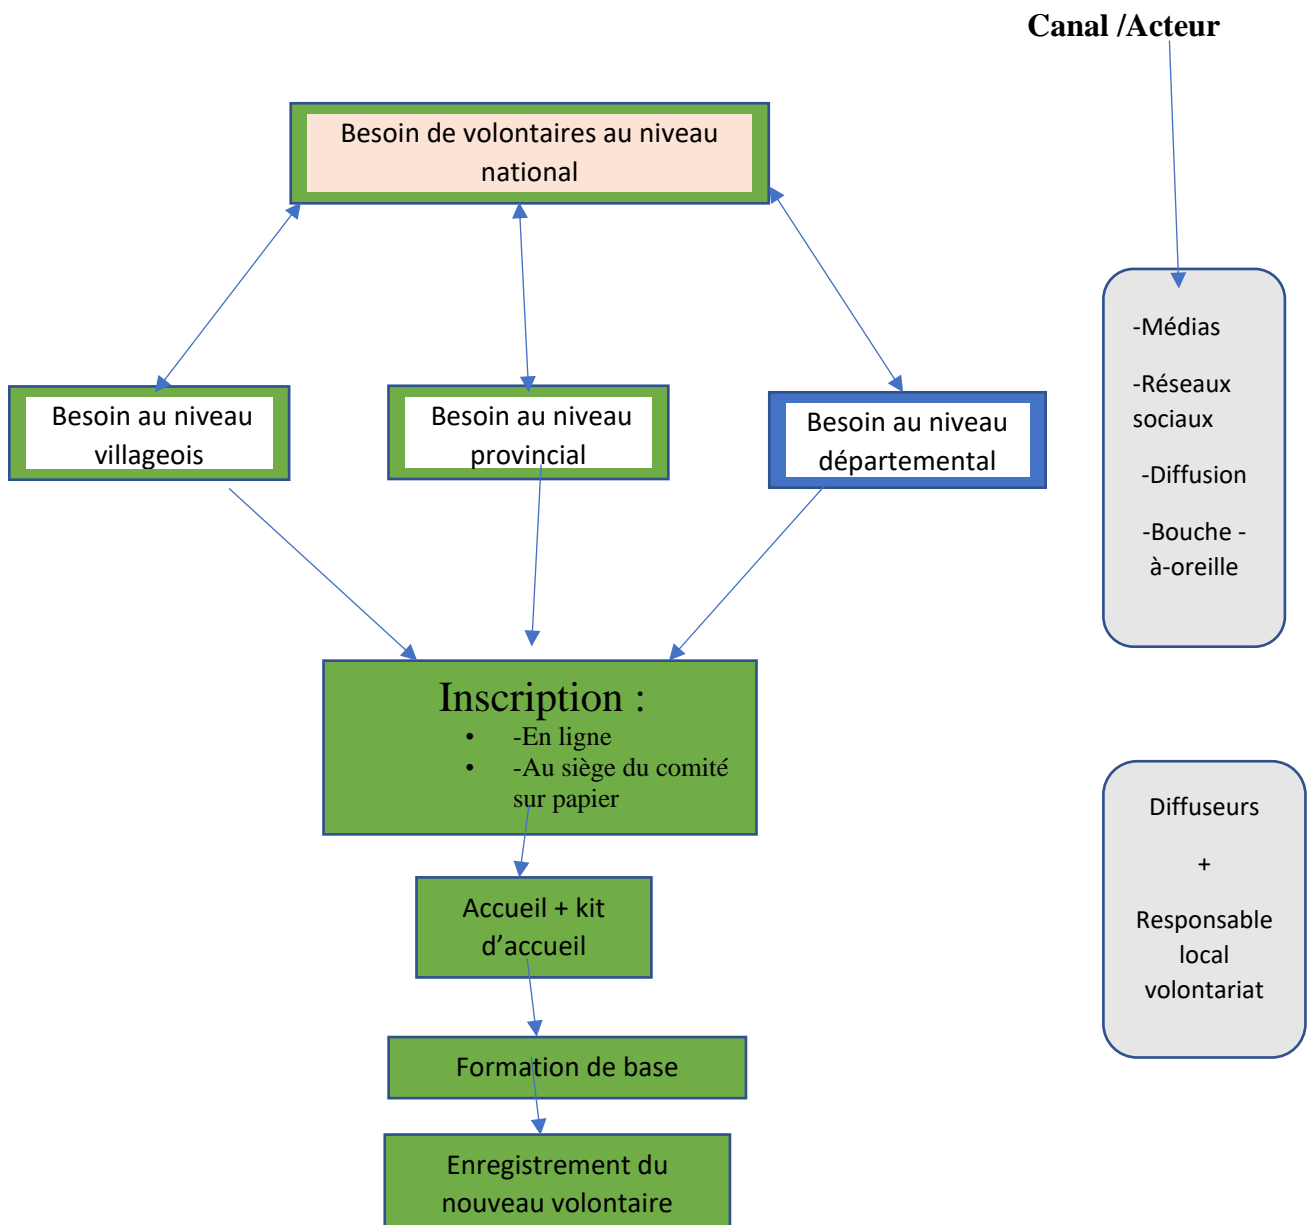 Canal /Acteur
Besoin de volontaires au niveau
national
Besoin au niveau
villageois
Besoin au niveau
provincial
Besoin au niveau
départemental
-Médias
-Réseaux
sociaux
-Diffusion
-Bouche -
à-oreille
Inscription :
• -En ligne
• -Au siège du comité
sur papier
Diffuseurs
+
Responsable
local
volontariat
Accueil + kit
d’accueil
Formation de base
Enregistrement du
nouveau volontaire